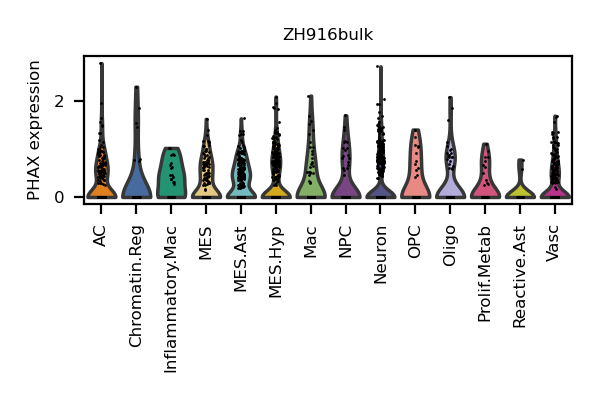 ZH916bulk
PHAX expression
2
0
AC
Chromatin.Reg
Inflammatory.Mac
MES
MES.Ast
MES.Hyp
Mac
NPC
Neuron
OPC
Oligo
Prolif.Metab
Reactive.Ast
Vasc